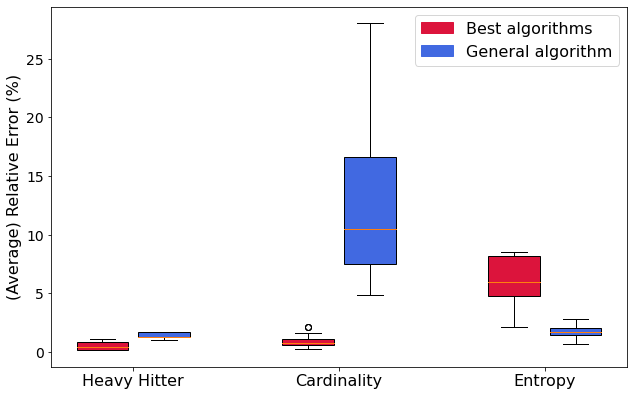 (Average) Relative Error (%)
25
20
15
10
5
0
Best algorithms
General algorithm
Heavy Hitter
Cardinality
Entropy